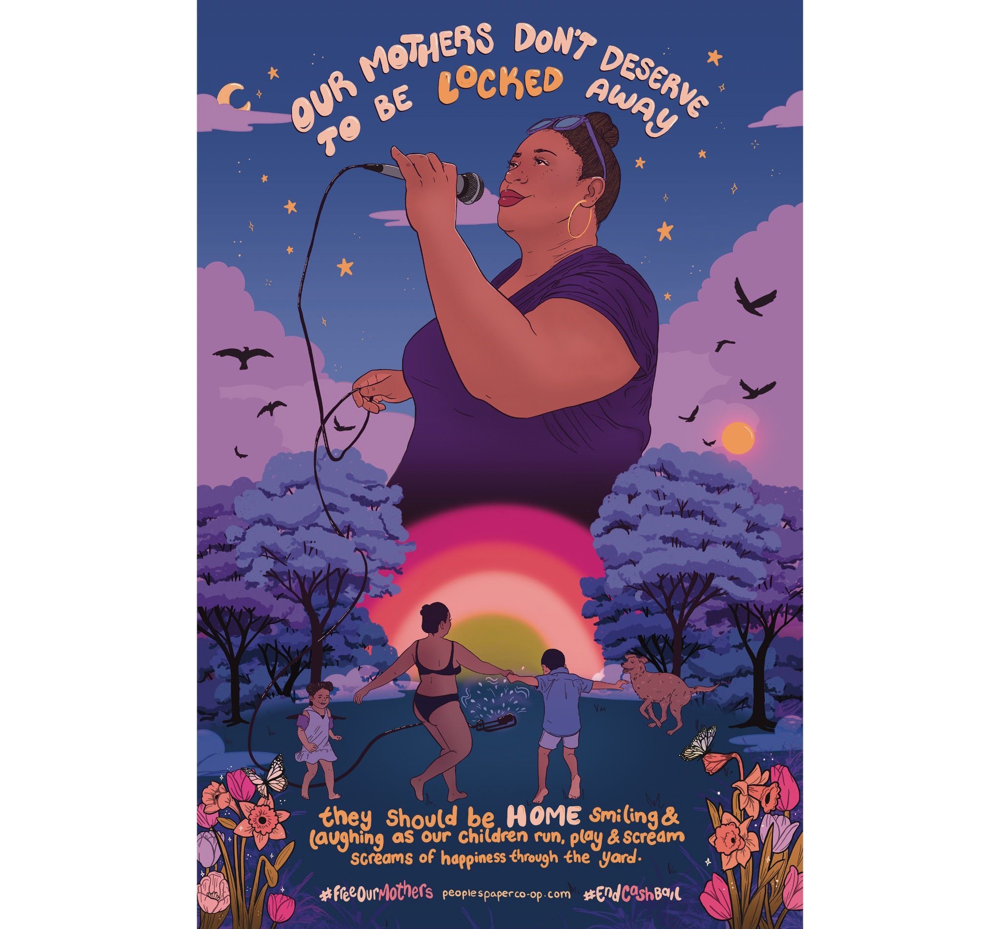 OUR MOTHERS DON'T DESERVE
TO BE LOCKED AWAY
they should be HOME smiling &
laughing as our children run, play & scream
screams of happiness through the yard.
#FreeOurMothers peoplespaperco-op.com #EndCashBail